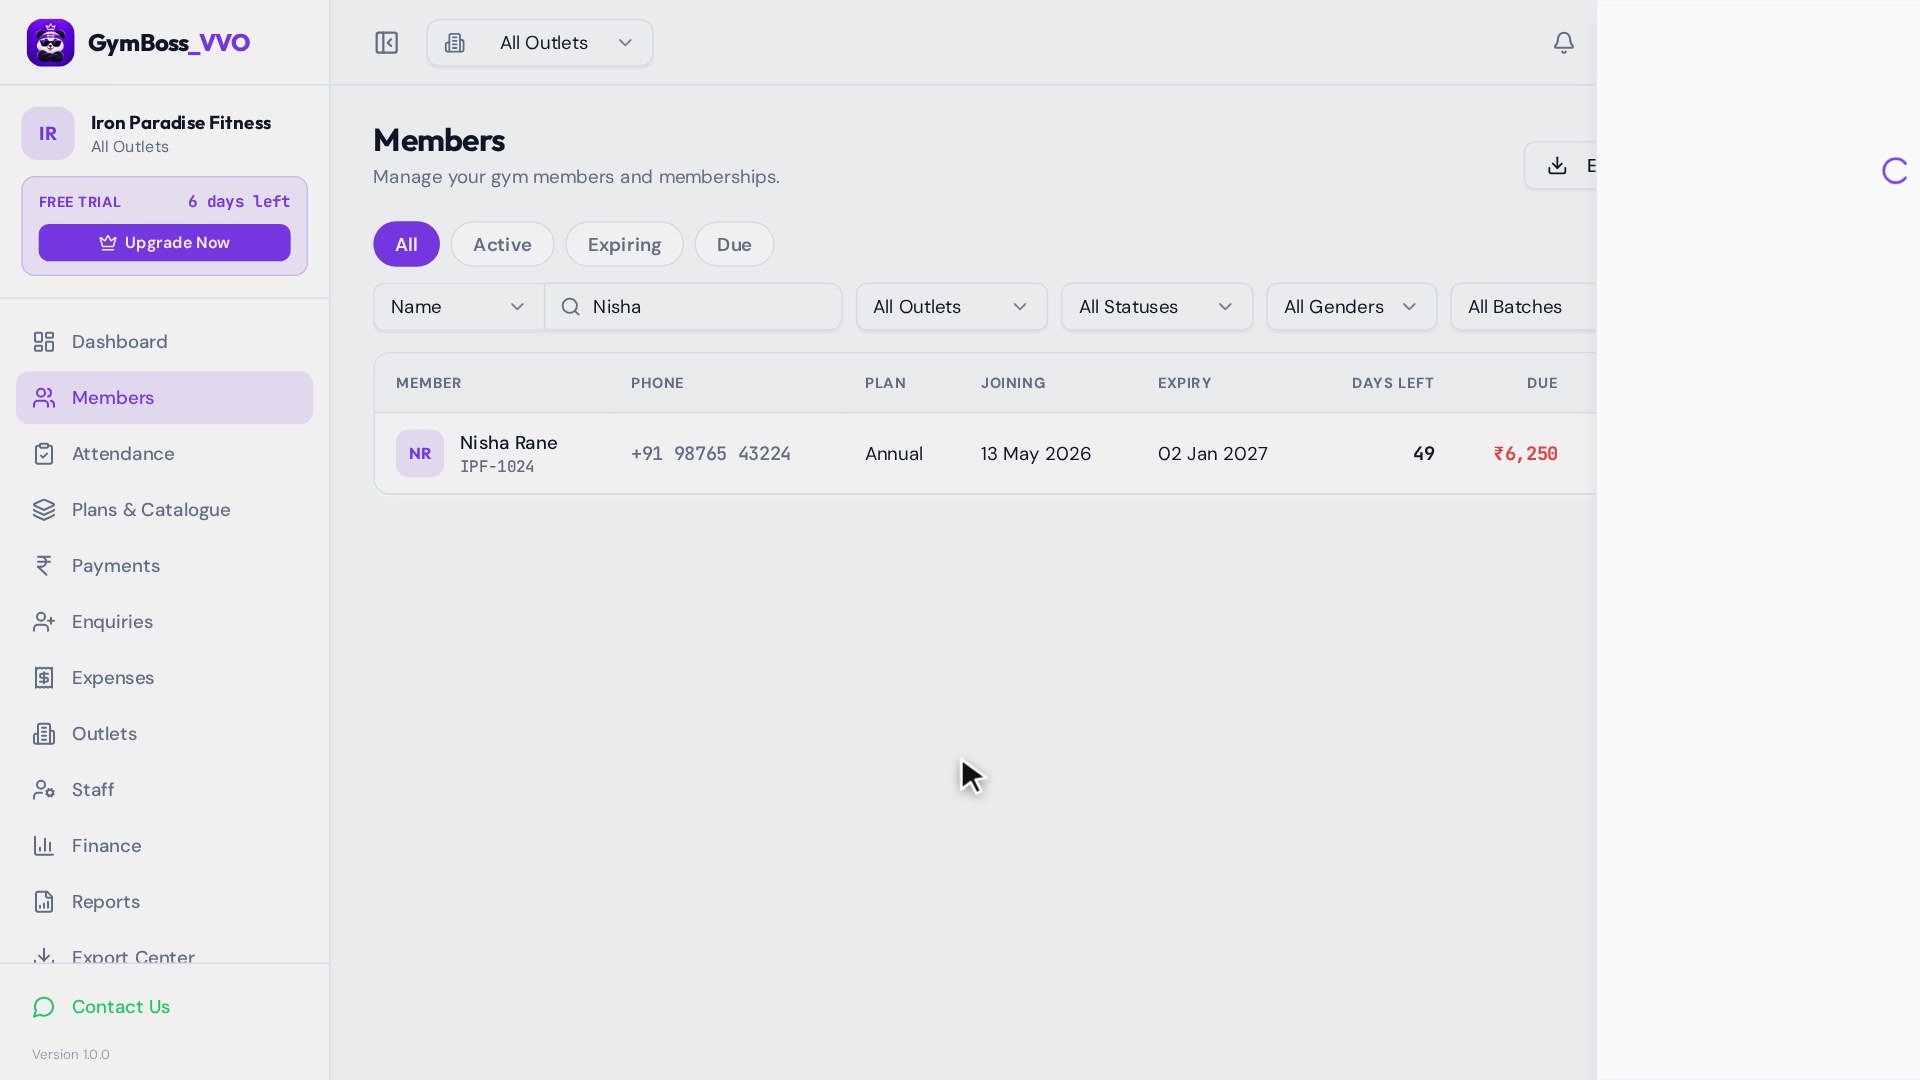 GymBoss_VVO
All Outlets
IR
Iron Paradise Fitness
All Outlets
FREE TRIAL
6 days left
Upgrade Now
Dashboard
Members
Attendance
Plans & Catalogue
Payments
Enquiries
Expenses
Outlets
Staff
Finance
Reports
Export Center
Contact Us
Version 1.0.0
Members
Manage your gym members and memberships.
All
Active
Expiring
Due
Name
Nisha
All Outlets
All Statuses
All Genders
All Batches
MEMBER PHONE PLAN JOINING EXPIRY DAYS LEFT DUE
NR
Nisha Rane
IPF-1024
+91 98765 43224 Annual 13 May 2026 02 Jan 2027 49 ₹6,250